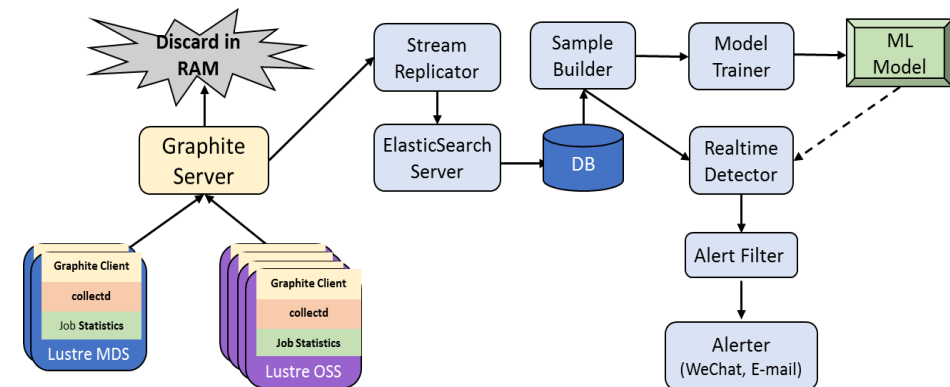 Discard in
RAM
Stream
Replicator
Sample
Builder
Model
Trainer
ML
Model
Graphite
Server
ElasticSearch
Server
DB
Realtime
Detector
Alert Filter
Alerter
(WeChat, E-mail)
Graphite Client
collectd
Job Statistics
Lustre MDS
Graphite Client
collectd
Job Statistics
Lustre OSS